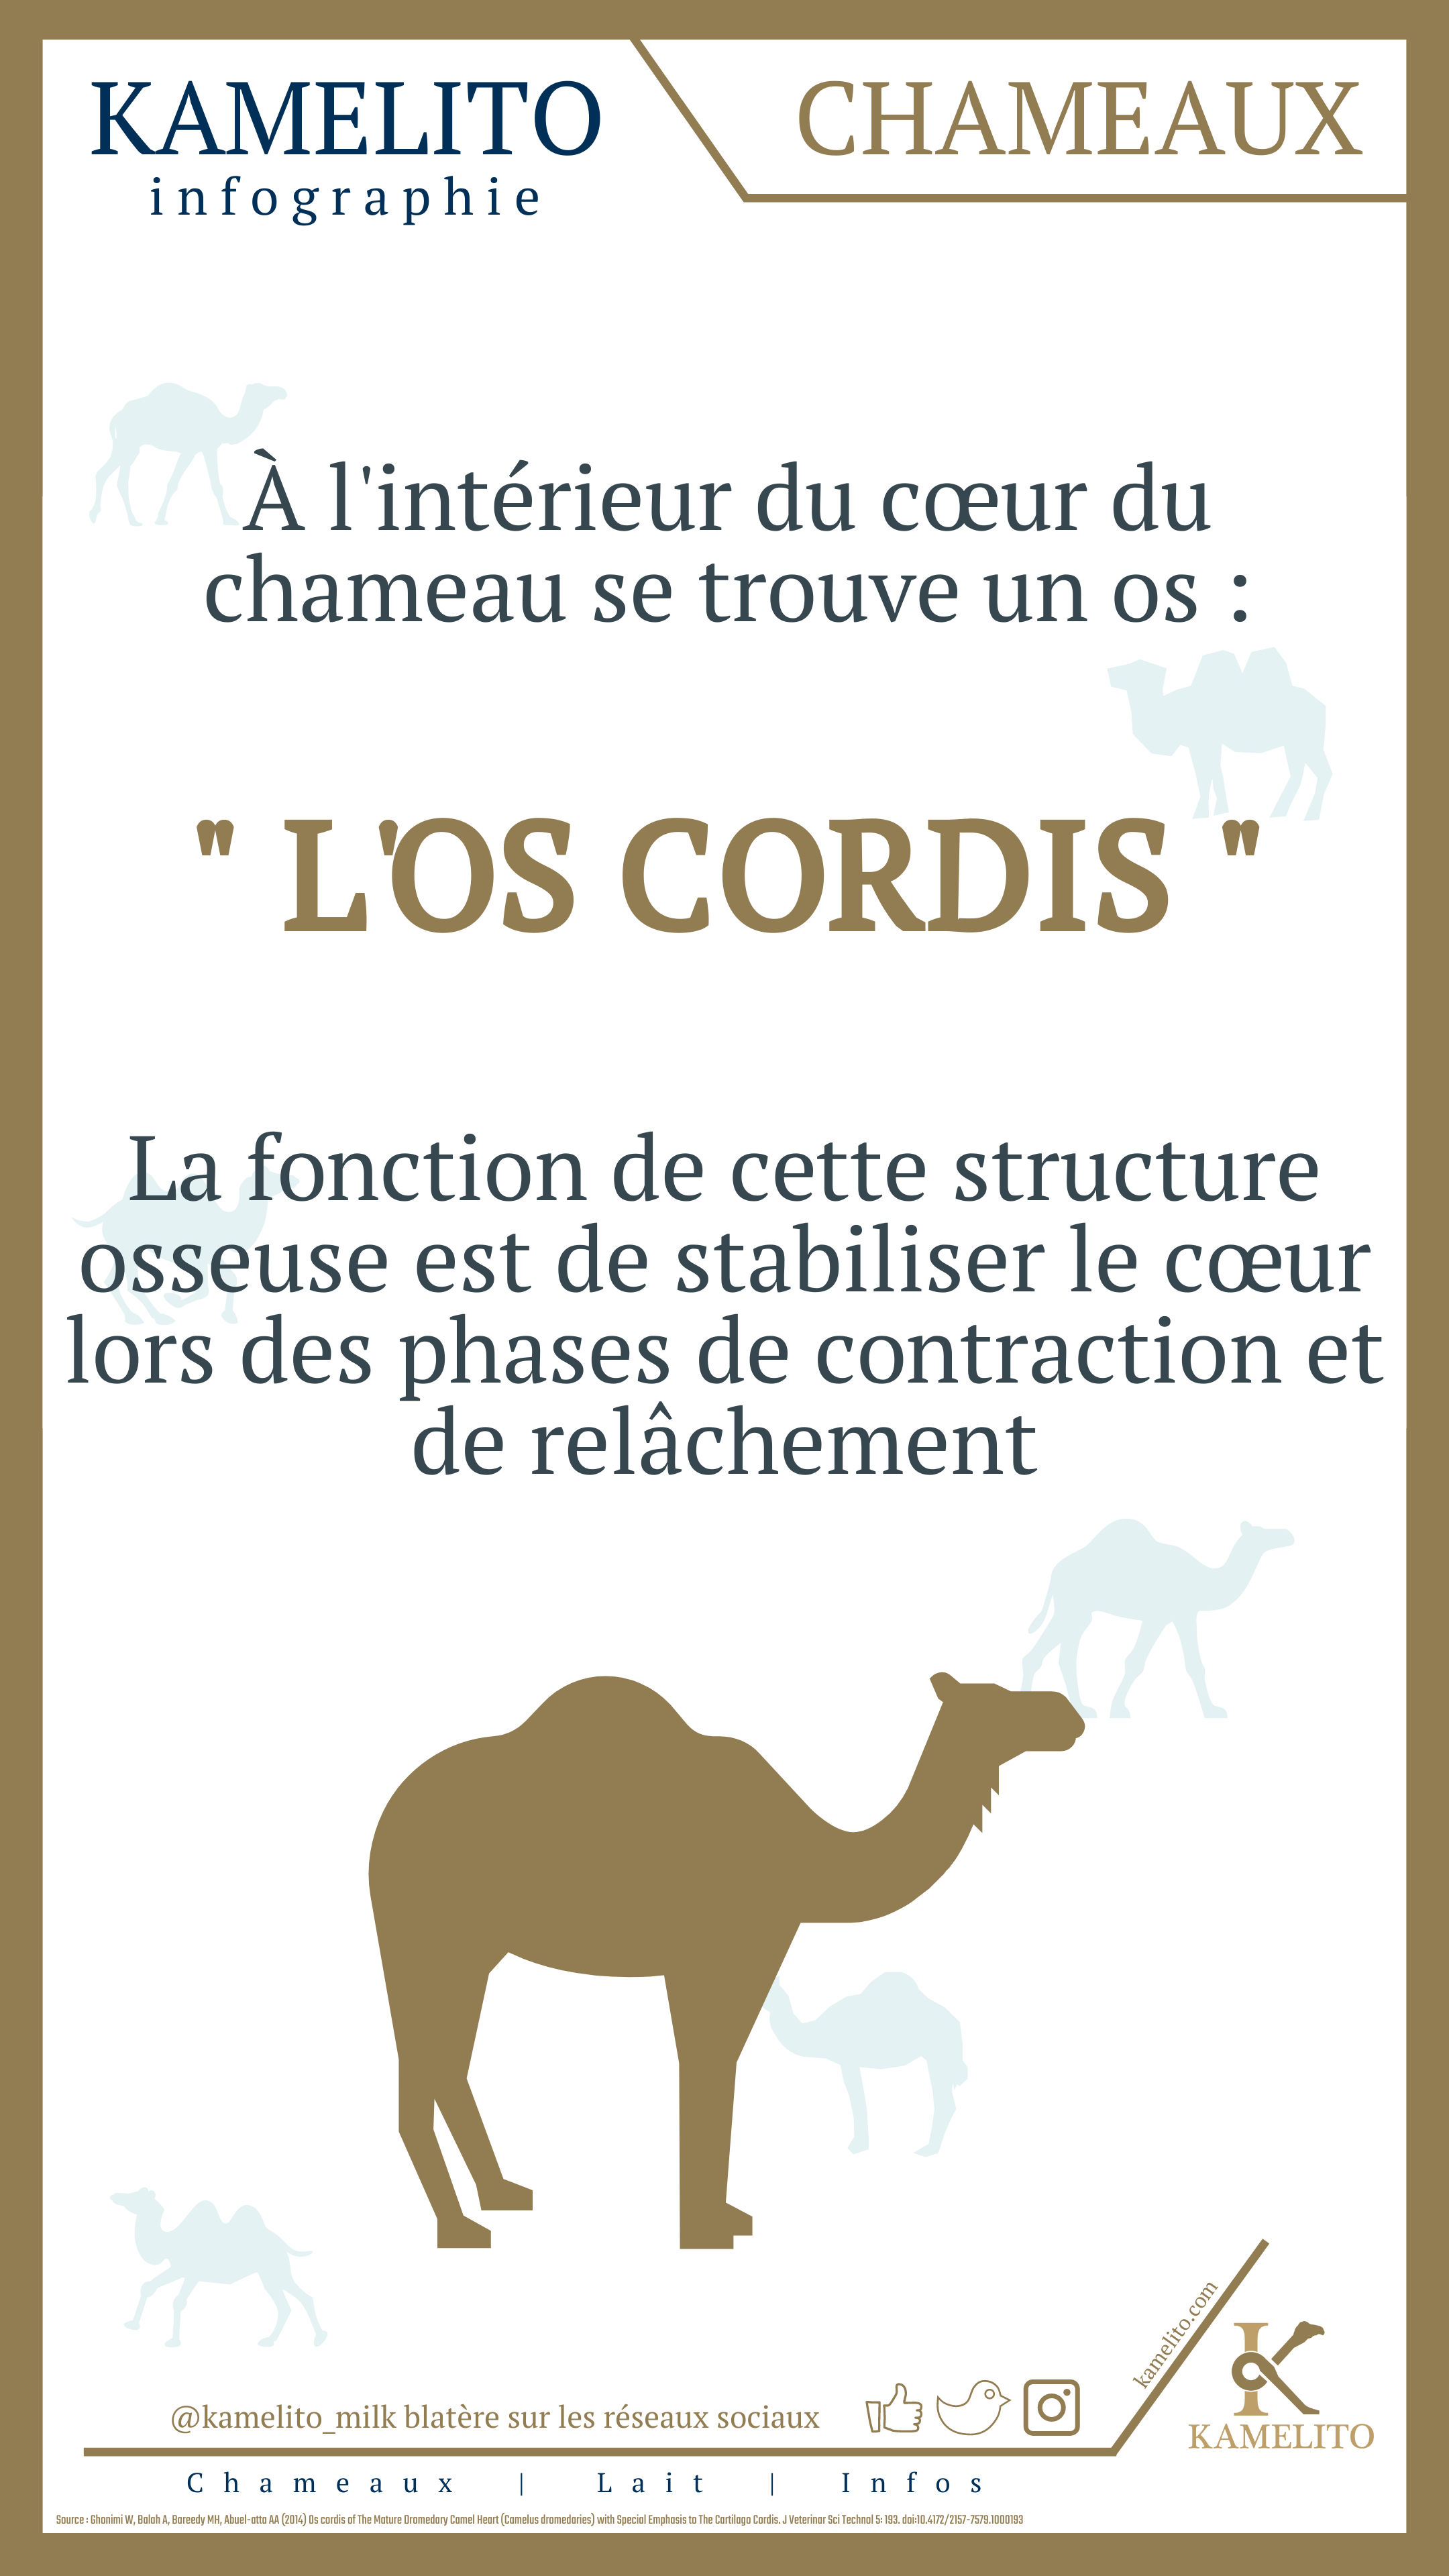 KAMELITO
infographie
CHAMEAUX
À l'intérieur du cœur du
chameau se trouve un os :
" L'OS CORDIS "
La fonction de cette structure
osseuse est de stabiliser le cœur
lors des phases de contraction et
de relâchement
kamelito.com
@kamelito_milk blatère sur les réseaux sociaux
KAMELITO
Chameaux | Lait | Infos
Source : Ghonimi W, Balah A, Bareedy MH, Abuel-atta AA (2014) Os cordis of The Mature Dromedary Camel Heart (Camelus dromedaries) with Special Emphasis to The Cartilago Cordis. J Veterinar Sci Technol 5: 193. doi:10.4172/2157-7579.1000193